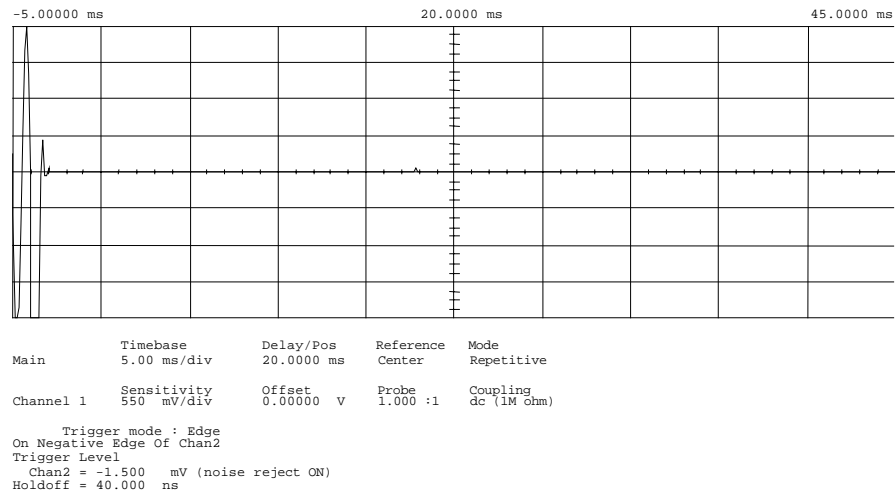 -5.00000 ms 20.0000 ms 45.0000 ms
Timebase Delay/Pos Reference Mode
Main 5.00 ms/div 20.0000 ms Center Repetitive
Sensitivity Offset Probe Coupling
Channel 1 550 mV/div 0.00000 V 1.000 :1 dc (1M ohm)
Trigger mode : Edge
On Negative Edge Of Chan2
Trigger Level
Chan2 = -1.500 mV (noise reject ON)
Holdoff = 40.000 ns